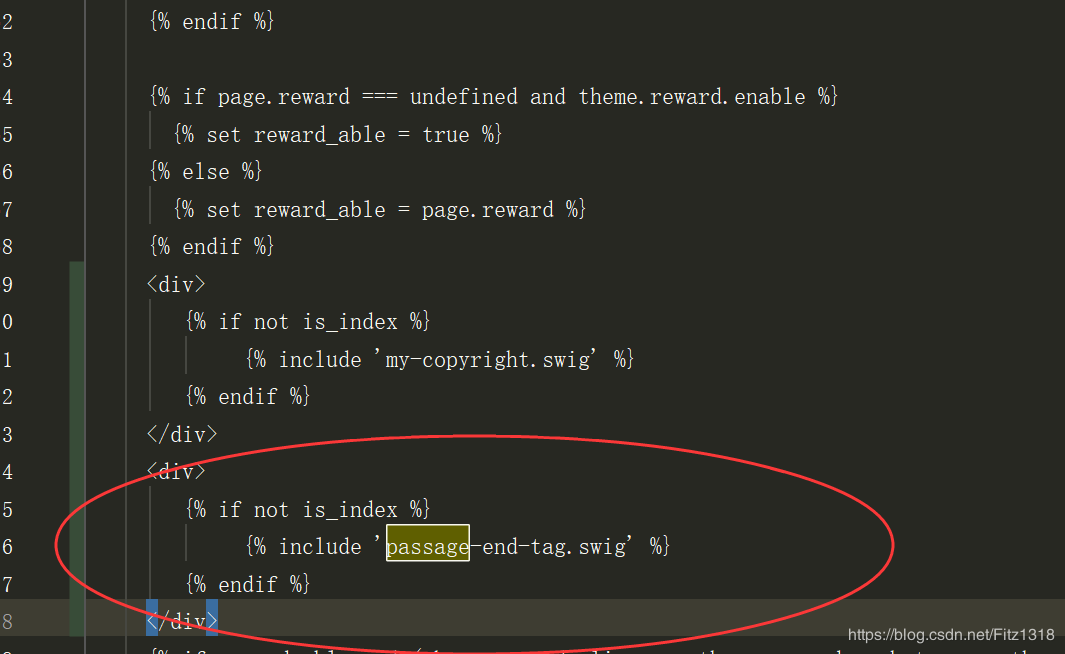 2 {% endif %}
3
4 {% if page.reward === undefined and theme.reward.enable %}
5 {% set reward_able = true %}
6 {% else %}
7 {% set reward_able = page.reward %}
8 {% endif %}
9 <div>
0 {% if not is_index %}
1 {% include 'my-copyright.swig' %}
2 {% endif %}
3 </div>
4 <div>
5 {% if not is_index %}
6 {% include 'passage-end-tag.swig' %}
7 {% endif %}
8 </div>
https://blog.csdn.net/Fitz1318